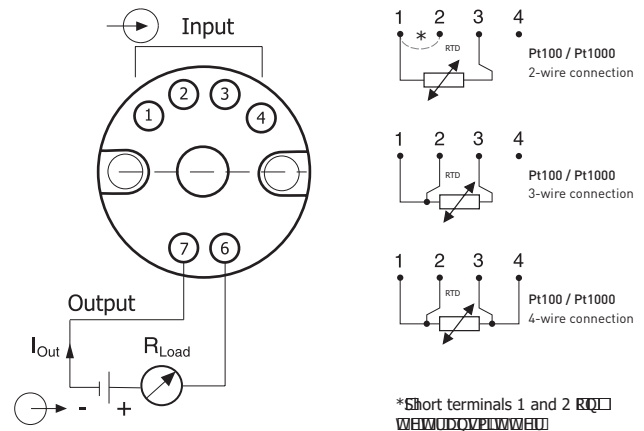 Input
1 2 3 4
7 6
Output
I Out
R Load
- +
1 2 3 4
*
RTD
Pt100 / Pt1000
2-wire connection
1 2 3 4
RTD
Pt100 / Pt1000
3-wire connection
1 2 3 4
RTD
Pt100 / Pt1000
4-wire connection
*Short terminals 1 and 2